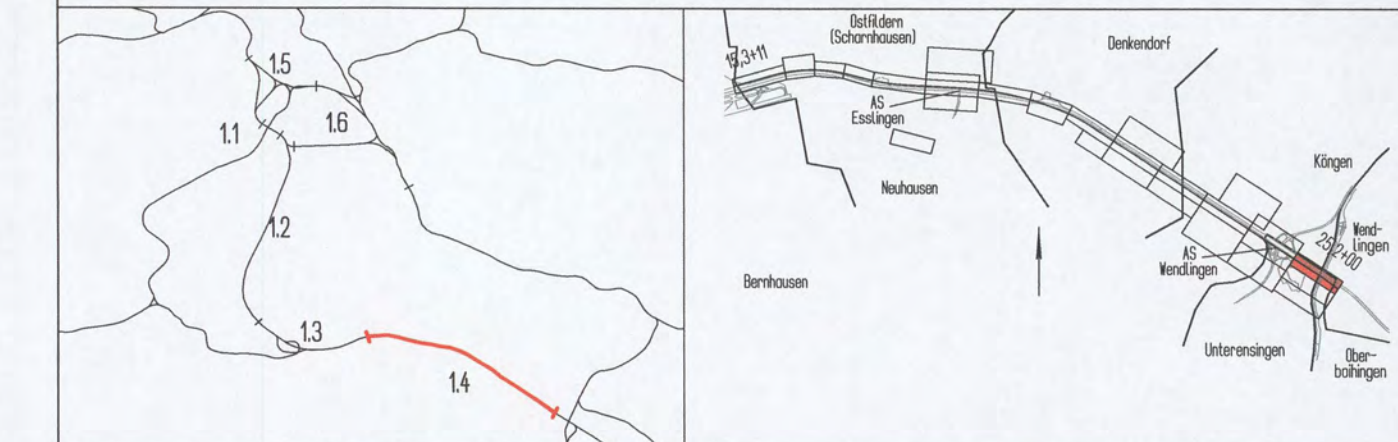 1.5
1.1
1.6
1.2
1.3
1.4
Ostfildern
(Scharnhausen)
Denkendorf
15,3+11
AS
Esslingen
Neuhausen
Köngen
Wend-
lingen
25,2+00
AS
Wendlingen
Bernhausen
Unterensingen
Ober-
boihingen